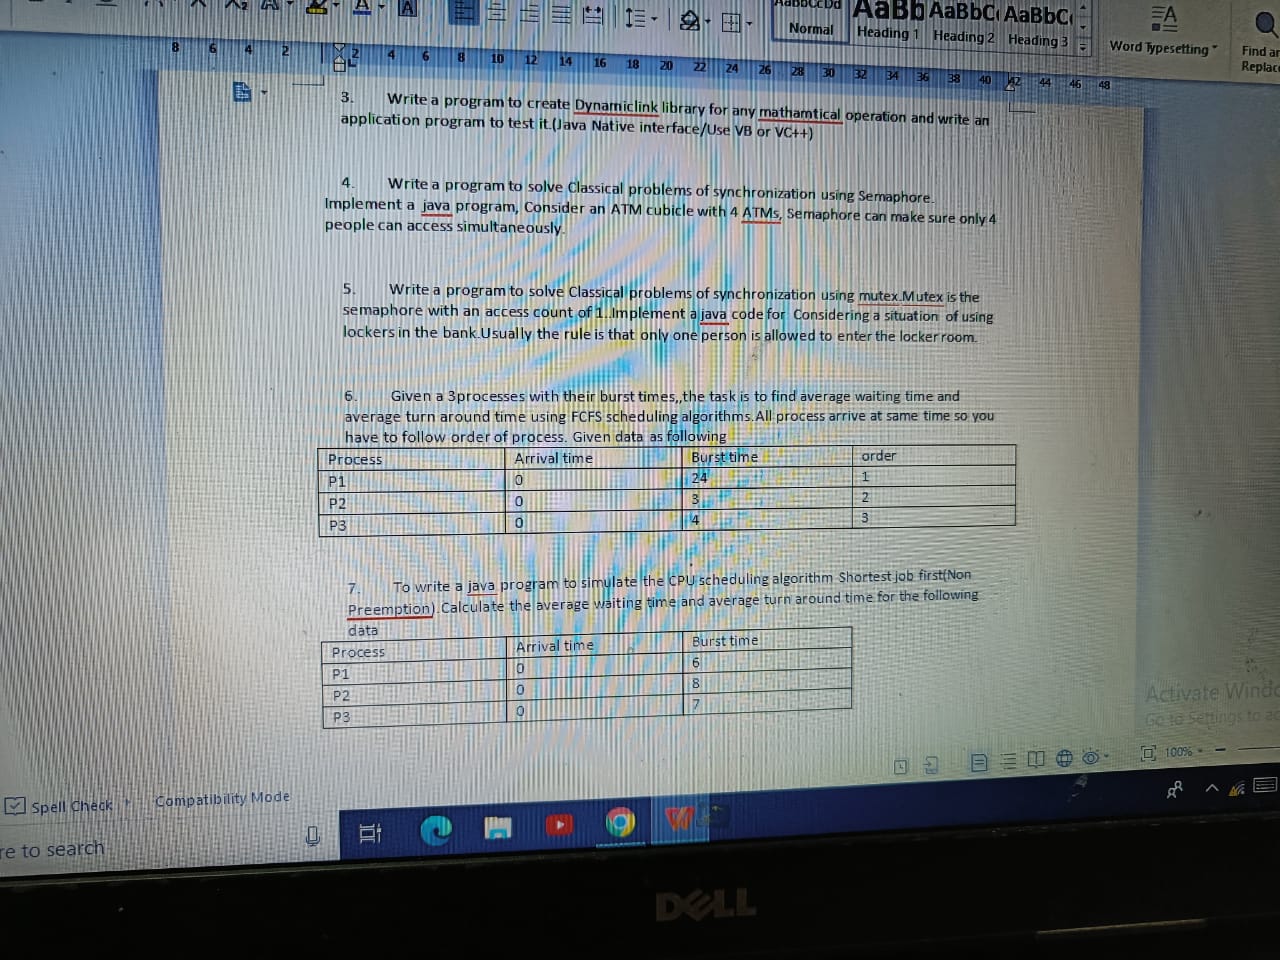 Normal
Heading 1
Heading 2
Heading 3
Word Typesetting
Find an
Replac
8 6 4 2 2 4 6 8 10 12 14 16 18 20 22 24 26 28 30 32 34 36 38 40 42 44 46 48
3. Write a program to create Dynamiclink library for any mathamtical operation and write an
application program to test it.(Java Native interface/Use VB or VC++)
4. Write a program to solve Classical problems of synchronization using Semaphore.
Implement a java program, Consider an ATM cubicle with 4 ATMs, Semaphore can make sure only 4
people can access simultaneously.
5. Write a program to solve Classical problems of synchronization using mutex.Mutex is the
semaphore with an access count of 1..Implement a java code for Considering a situation of using
lockers in the bank.Usually the rule is that only one person is allowed to enter the locker room.
6. Given a 3processes with their burst times,,the task is to find average waiting time and
average turn around time using FCFS scheduling algorithms.All process arrive at same time so you
have to follow order of process. Given data as following
Process Arrival time Burst time order
P1 0 24 1
P2 0 3 2
P3 0 4 3
7. To write a java program to simulate the CPU scheduling algorithm Shortest job first(Non
Preemption).Calculate the average waiting time and average turn around time for the following
data
Process Arrival time Burst time
P1 0 6
P2 0 8
P3 0 7
Activate Windo
Go to Settings to ac
100%
Spell Check
Compatibility Mode
re to search
DELL